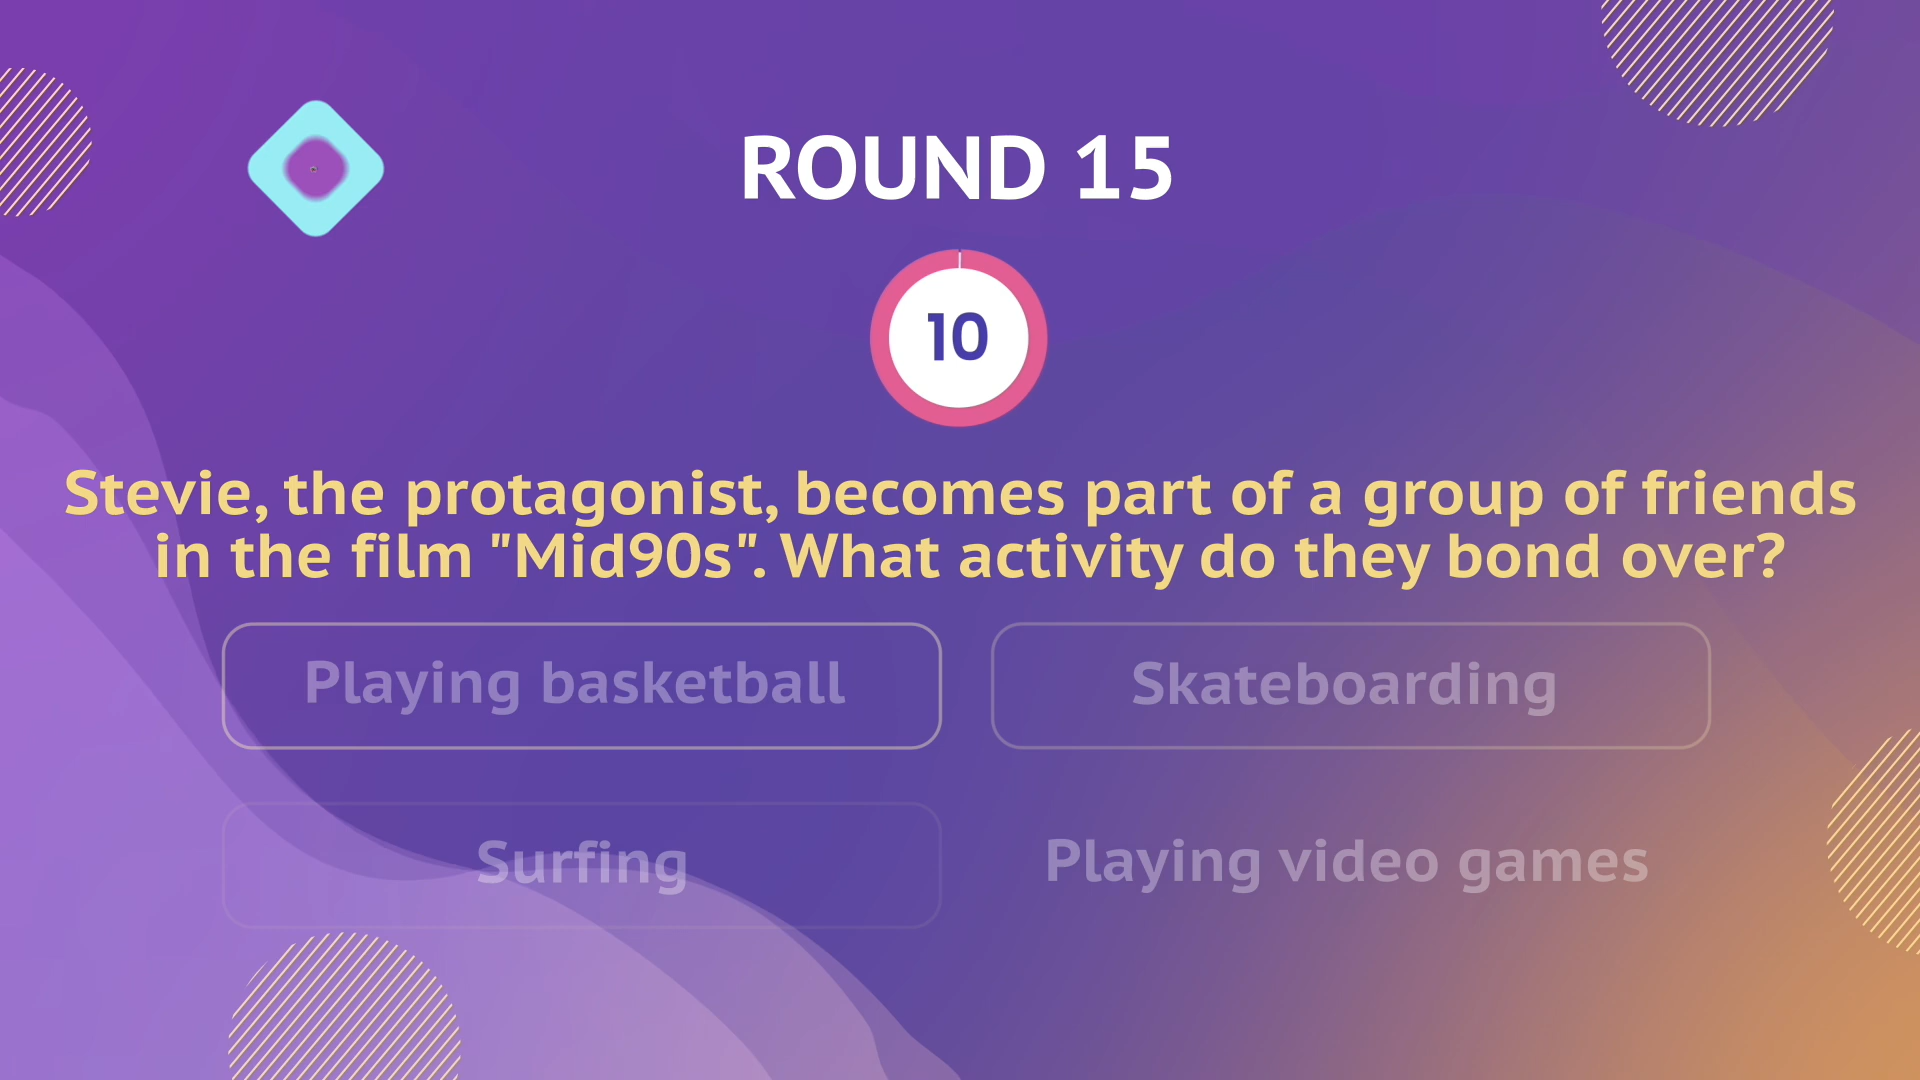 ROUND 15
10
Stevie, the protagonist, becomes part of a group of friends
in the film "Mid90s". What activity do they bond over?
Playing basketball
Skateboarding
Surfing
Playing video games